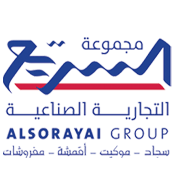 مجموعة
السريع
التجارية الصناعية
ALSORAYAI GROUP
سجاد - موكيت - أقمشة - مفروشات